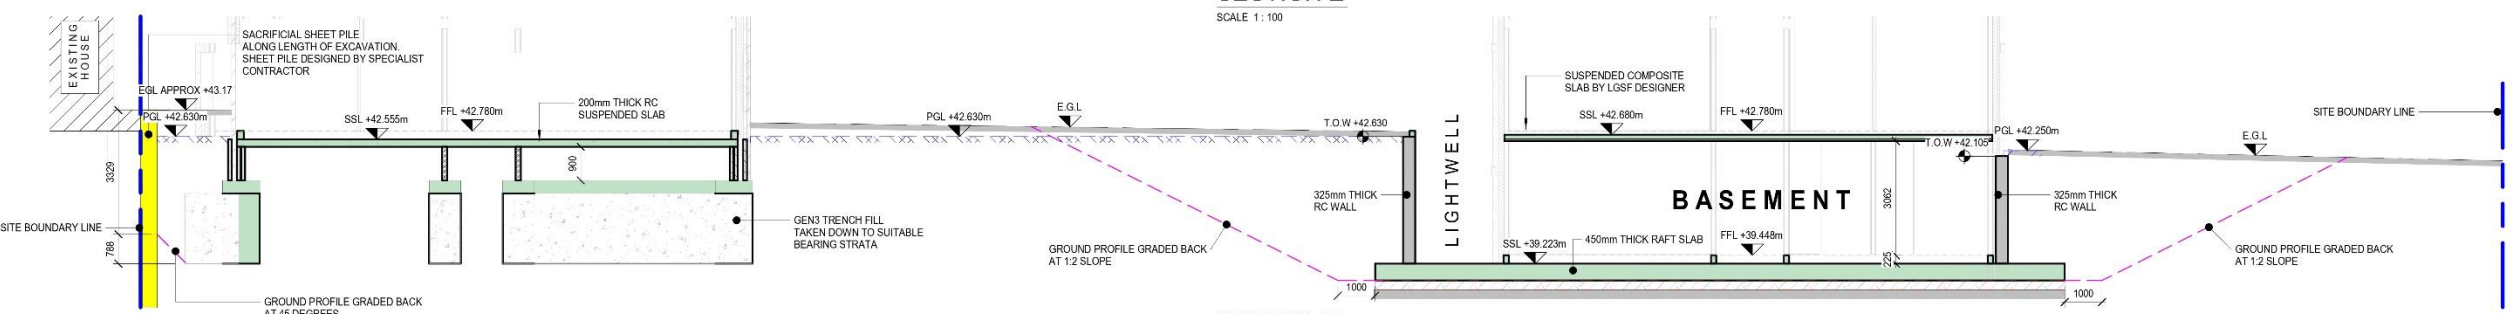 SCALE 1 : 100
EXISTING
HOUSE
SACRIFICIAL SHEET PILE
ALONG LENGTH OF EXCAVATION.
SHEET PILE DESIGNED BY SPECIALIST
CONTRACTOR
EGL APPROX +43.17
PGL +42.630m
SSL +42.555m
FFL +42.780m
200mm THICK RC
SUSPENDED SLAB
900
3329
788
SITE BOUNDARY LINE
GROUND PROFILE GRADED BACK
AT 45 DEGREES
GEN3 TRENCH FILL
TAKEN DOWN TO SUITABLE
BEARING STRATA
PGL +42.630m
E.G.L
GROUND PROFILE GRADED BACK
AT 1:2 SLOPE
T.O.W +42.630
325mm THICK
RC WALL
LIGHTWELL
1000
SUSPENDED COMPOSITE
SLAB BY LGSF DESIGNER
SSL +42.680m
FFL +42.780m
BASEMENT
3062
225
SSL +39.223m
450mm THICK RAFT SLAB
FFL +39.448m
T.O.W +42.105
PGL +42.250m
325mm THICK
RC WALL
E.G.L
1000
GROUND PROFILE GRADED BACK
AT 1:2 SLOPE
SITE BOUNDARY LINE